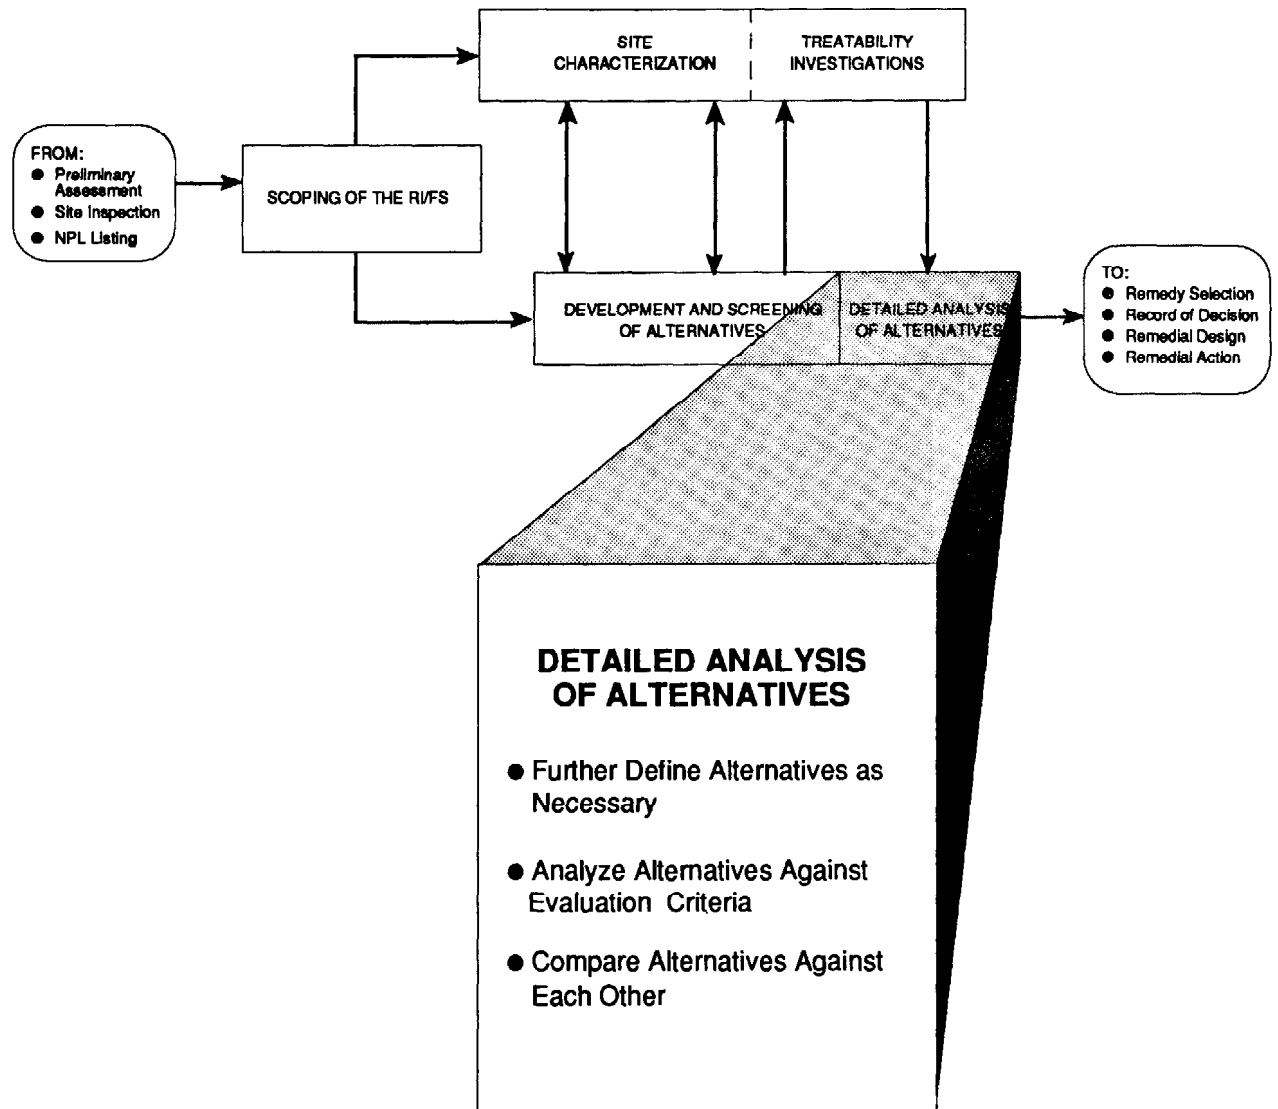 SITE
CHARACTERIZATION
TREATABILITY
INVESTIGATIONS
FROM:
● Preliminary
Assessment
● Site Inspection
● NPL Listing
SCOPING OF THE RI/FS
DEVELOPMENT AND SCREENING
OF ALTERNATIVES
DETAILED ANALYSIS
OF ALTERNATIVES
TO:
● Remedy Selection
● Record of Decision
● Remedial Design
● Remedial Action
DETAILED ANALYSIS
OF ALTERNATIVES
● Further Define Alternatives as
Necessary
● Analyze Alternatives Against
Evaluation Criteria
● Compare Alternatives Against
Each Other